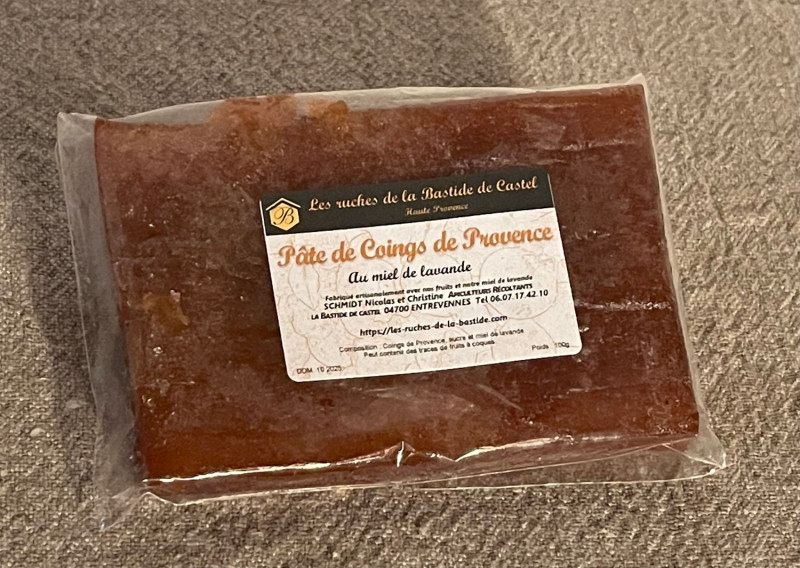 B
Les ruches de la Bastide de Castel
Haute Provence
Pâte de Coings de Provence
Au miel de lavande
Fabriqué artisanalement avec nos fruits et notre miel de lavande
SCHMIDT Nicolas et Christine APICULTEURS RÉCOLTANTS
LA BASTIDE DE CASTEL 04700 ENTREVENNES Tel 06.07.17.42.10
https://les-ruches-de-la-bastide.com
Composition : Coings de Provence, sucre et miel de lavande
Peut contenir des traces de fruits à coques.
DDM 10 2025 Poids : 160g